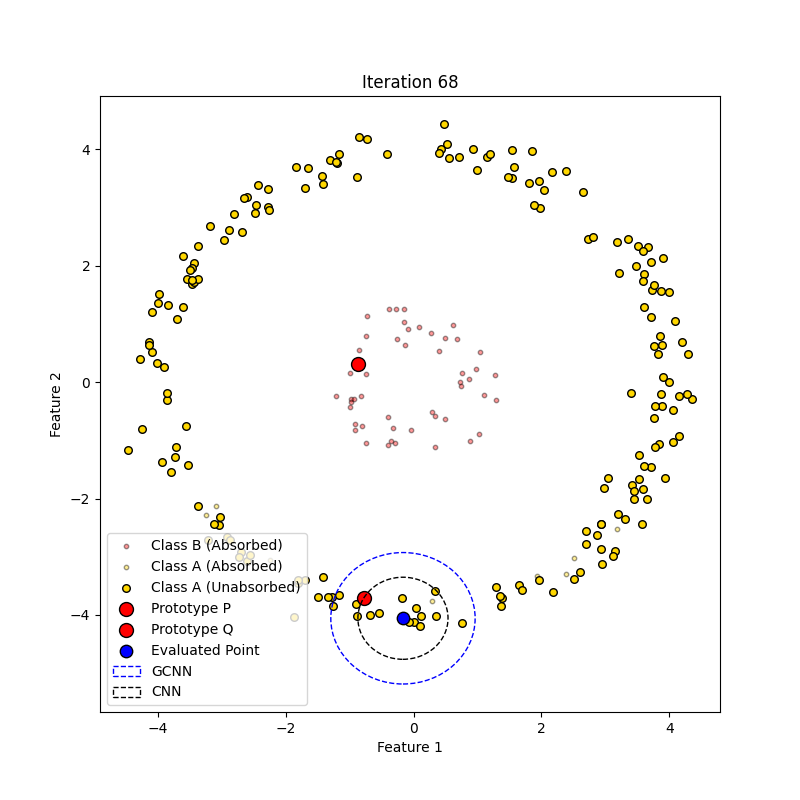 Iteration 68
Feature 2
4
2
0
−2
−4
Class B (Absorbed)
Class A (Absorbed)
Class A (Unabsorbed)
Prototype P
Prototype Q
Evaluated Point
GCNN
CNN
−4 −2 0 2 4
Feature 1